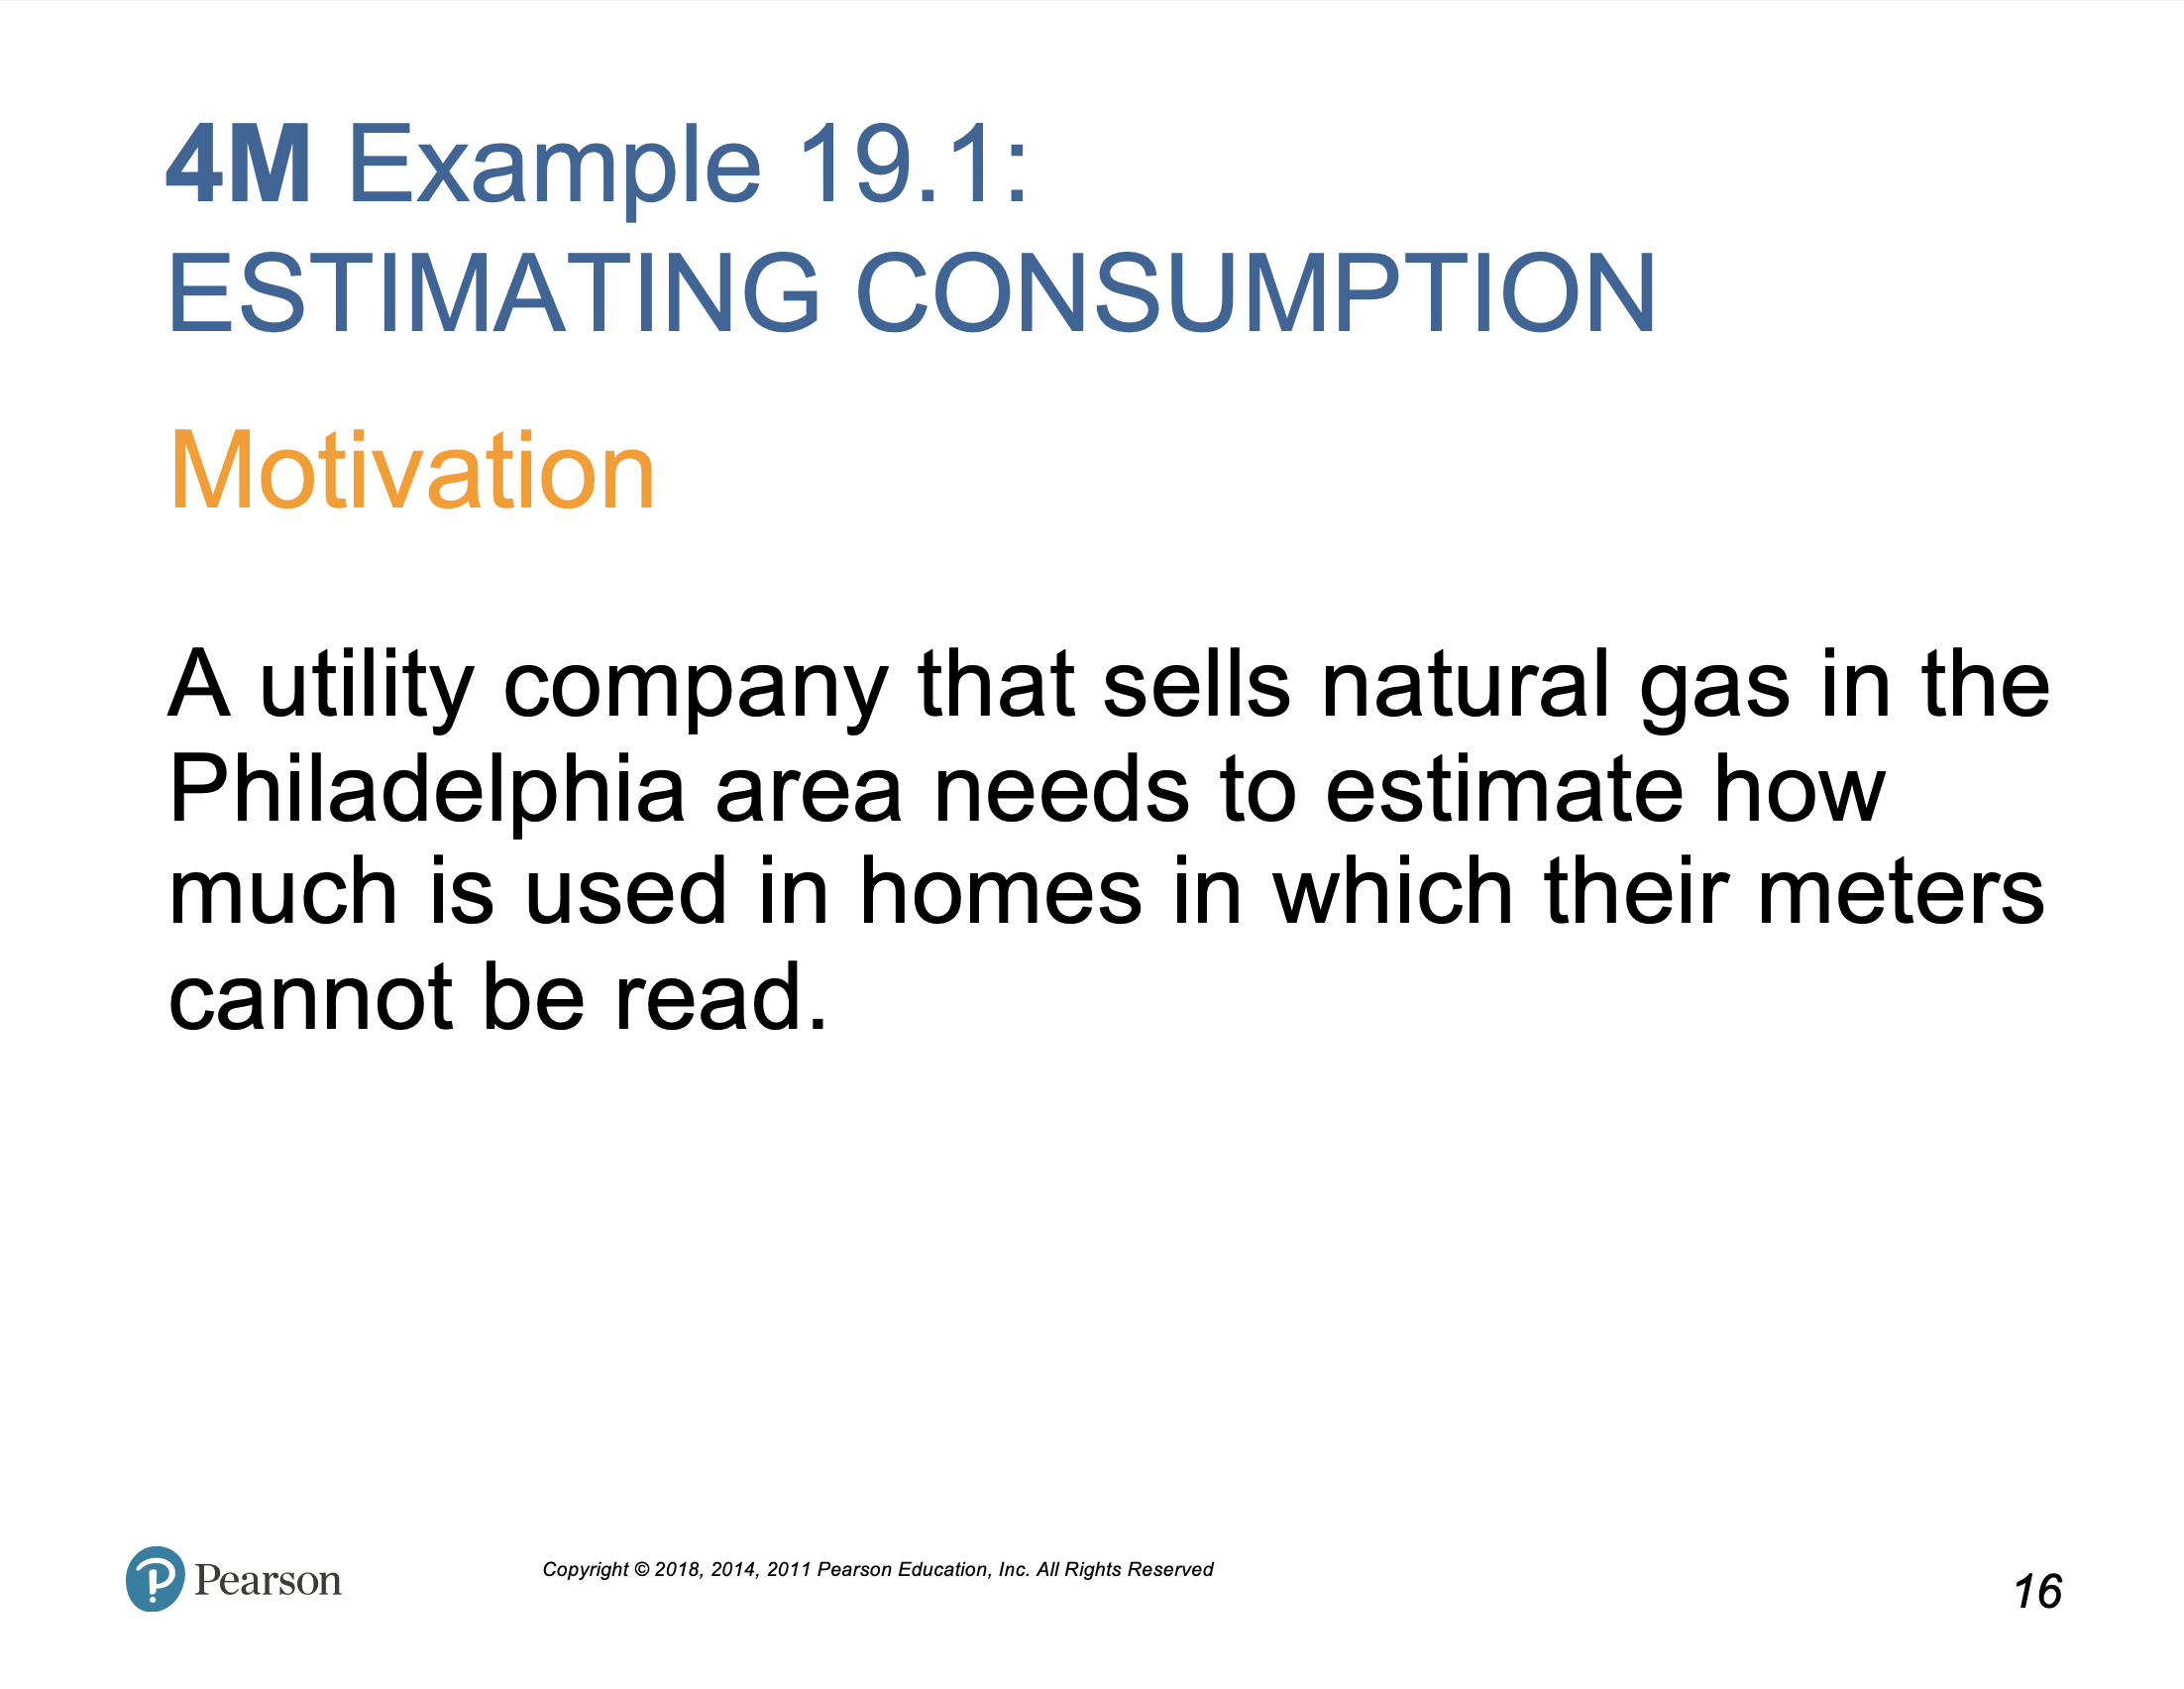 4M Example 19.1:
ESTIMATING CONSUMPTION
Motivation
A utility company that sells natural gas in the
Philadelphia area needs to estimate how
much is used in homes in which their meters
cannot be read.
Pearson
Copyright © 2018, 2014, 2011 Pearson Education, Inc. All Rights Reserved
16